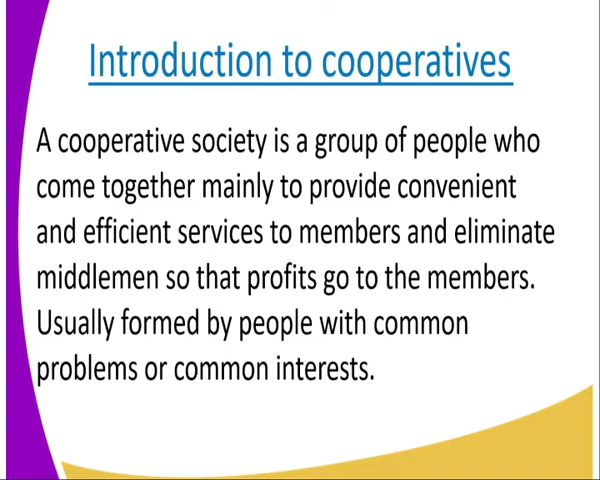 Introduction to cooperatives
A cooperative society is a group of people who
come together mainly to provide convenient
and efficient services to members and eliminate
middlemen so that profits go to the members.
Usually formed by people with common
problems or common interests.